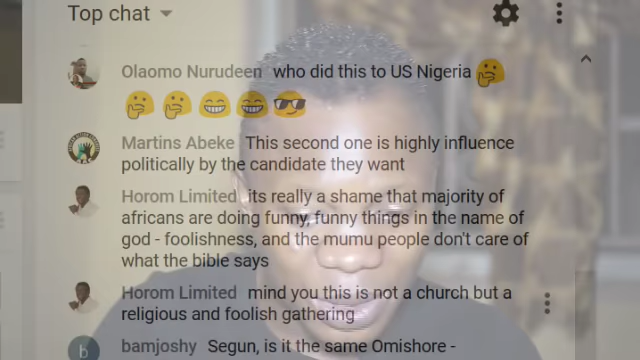 Top chat
Olaomo Nurudeen who did this to US Nigeria
Martins Abeke This second one is highly influence
politically by the candidate they want
Horom Limited its really a shame that majority of
africans are doing funny, funny things in the name of
god - foolishness, and the mumu people don't care of
what the bible says
Horom Limited mind you this is not a church but a
religious and foolish gathering
b bamjoshy Segun, is it the same Omishore -